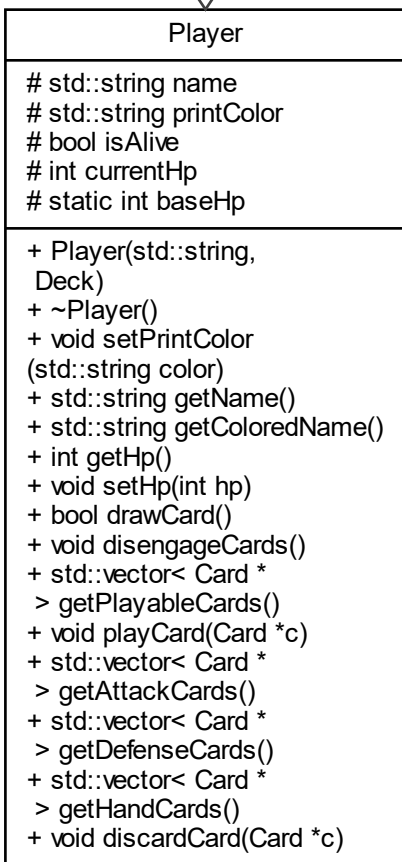 Player
# std::string name
# std::string printColor
# bool isAlive
# int currentHp
# static int baseHp
+ Player(std::string,
Deck)
+ ~Player()
+ void setPrintColor
(std::string color)
+ std::string getName()
+ std::string getColoredName()
+ int getHp()
+ void setHp(int hp)
+ bool drawCard()
+ void disengageCards()
+ std::vector< Card *
> getPlayableCards()
+ void playCard(Card *c)
+ std::vector< Card *
> getAttackCards()
+ std::vector< Card *
> getDefenseCards()
+ std::vector< Card *
> getHandCards()
+ void discardCard(Card *c)